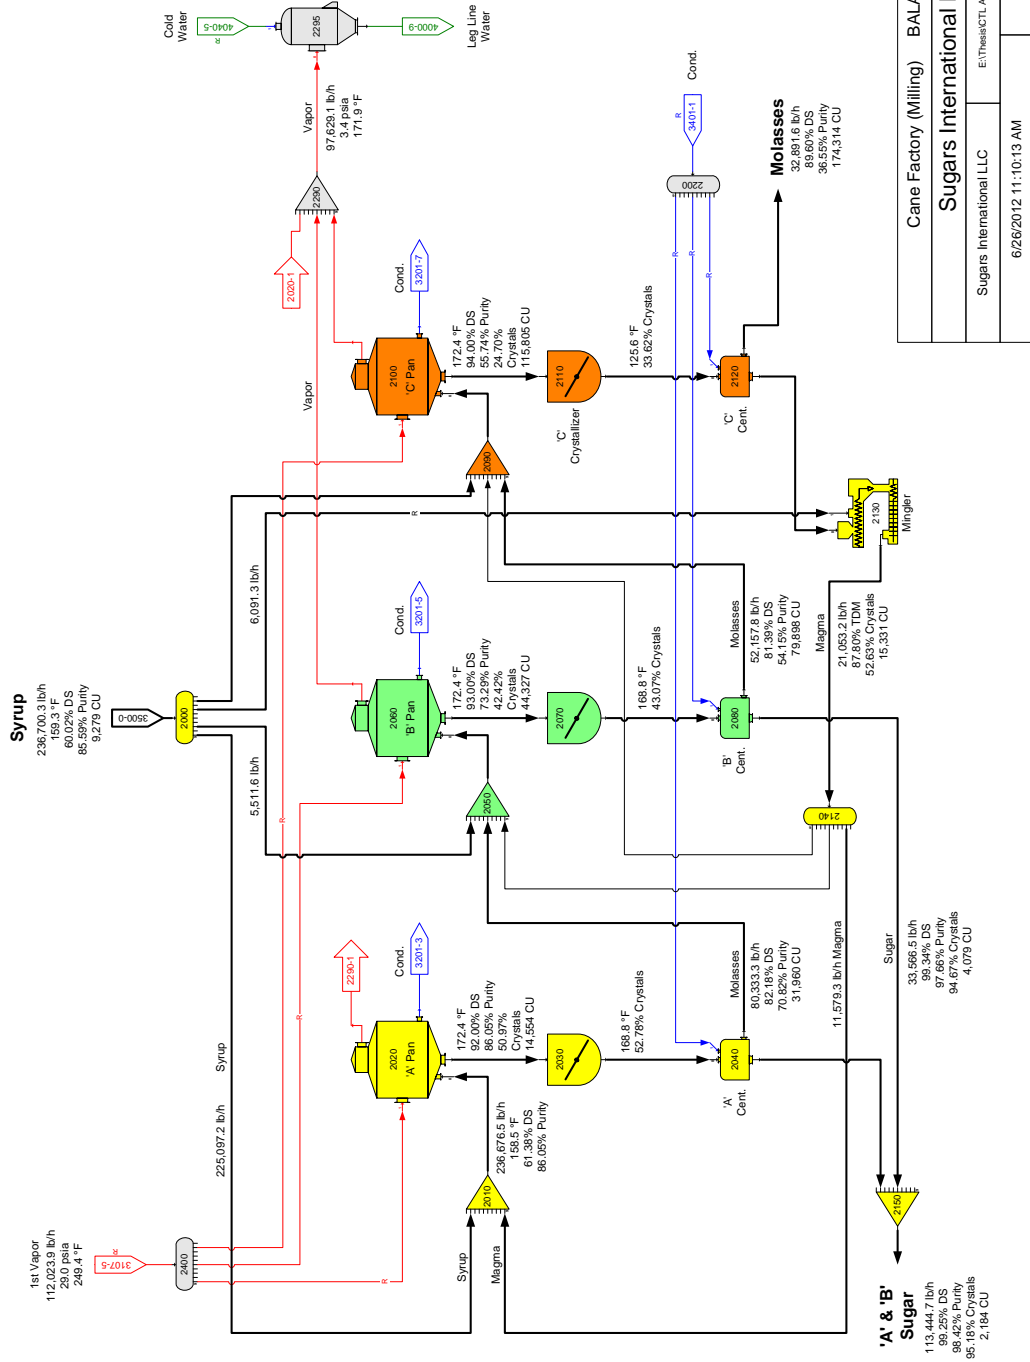 Syrup
236,700.3 lb/h
159.3 °F
60.02% DS
85.59% Purity
9,279 CU
3500-0
2000
1st Vapor
112,023.9 lb/h
29.0 psia
249.4 °F
3107-5
R
2400
225,097.2 lb/h
Syrup
5,511.6 lb/h
6,091.3 lb/h
Vapor
Vapor
97,629.1 lb/h
3.4 psia
171.9 °F
Cold
Water
4040-5
R
2295
4000-9
Leg Line
Water
2290
2020-1
2290-1
R
R
R
R
Syrup
Magma
2010
236,676.5 lb/h
158.5 °F
61.38% DS
86.05% Purity
2020
'A' Pan
Cond.
3201-3
172.4 °F
92.00% DS
86.05% Purity
50.97%
Crystals
14,554 CU
2030
168.8 °F
52.78% Crystals
'A'
Cent.
2040
Molasses
80,333.3 lb/h
82.18% DS
70.82% Purity
31,960 CU
2050
2060
'B' Pan
Cond.
3201-5
172.4 °F
93.00% DS
73.29% Purity
42.42%
Crystals
44,327 CU
2070
168.8 °F
43.07% Crystals
'B'
Cent.
2080
Molasses
52,157.8 lb/h
81.39% DS
54.15% Purity
79,898 CU
2090
2100
'C' Pan
Cond.
3201-7
172.4 °F
94.00% DS
55.74% Purity
24.70%
Crystals
115,805 CU
2110
'C'
Crystallizer
125.6 °F
33.62% Crystals
'C'
Cent.
2120
2200
R
3401-1
Cond.
R
R
R
Molasses
32,891.6 lb/h
89.60% DS
36.55% Purity
174,314 CU
2130
Mingler
Magma
21,053.2 lb/h
87.80% TDM
52.63% Crystals
15,331 CU
2140
11,579.3 lb/h Magma
Sugar
33,566.5 lb/h
99.34% DS
97.66% Purity
94.67% Crystals
4,079 CU
2150
'A' & 'B'
Sugar
113,444.7 lb/h
99.25% DS
98.42% Purity
95.18% Crystals
2,184 CU
Cane Factory (Milling) BALA
Sugars International
Sugars International LLC
E:\Thesis\CTL A
6/26/2012 11:10:13 AM